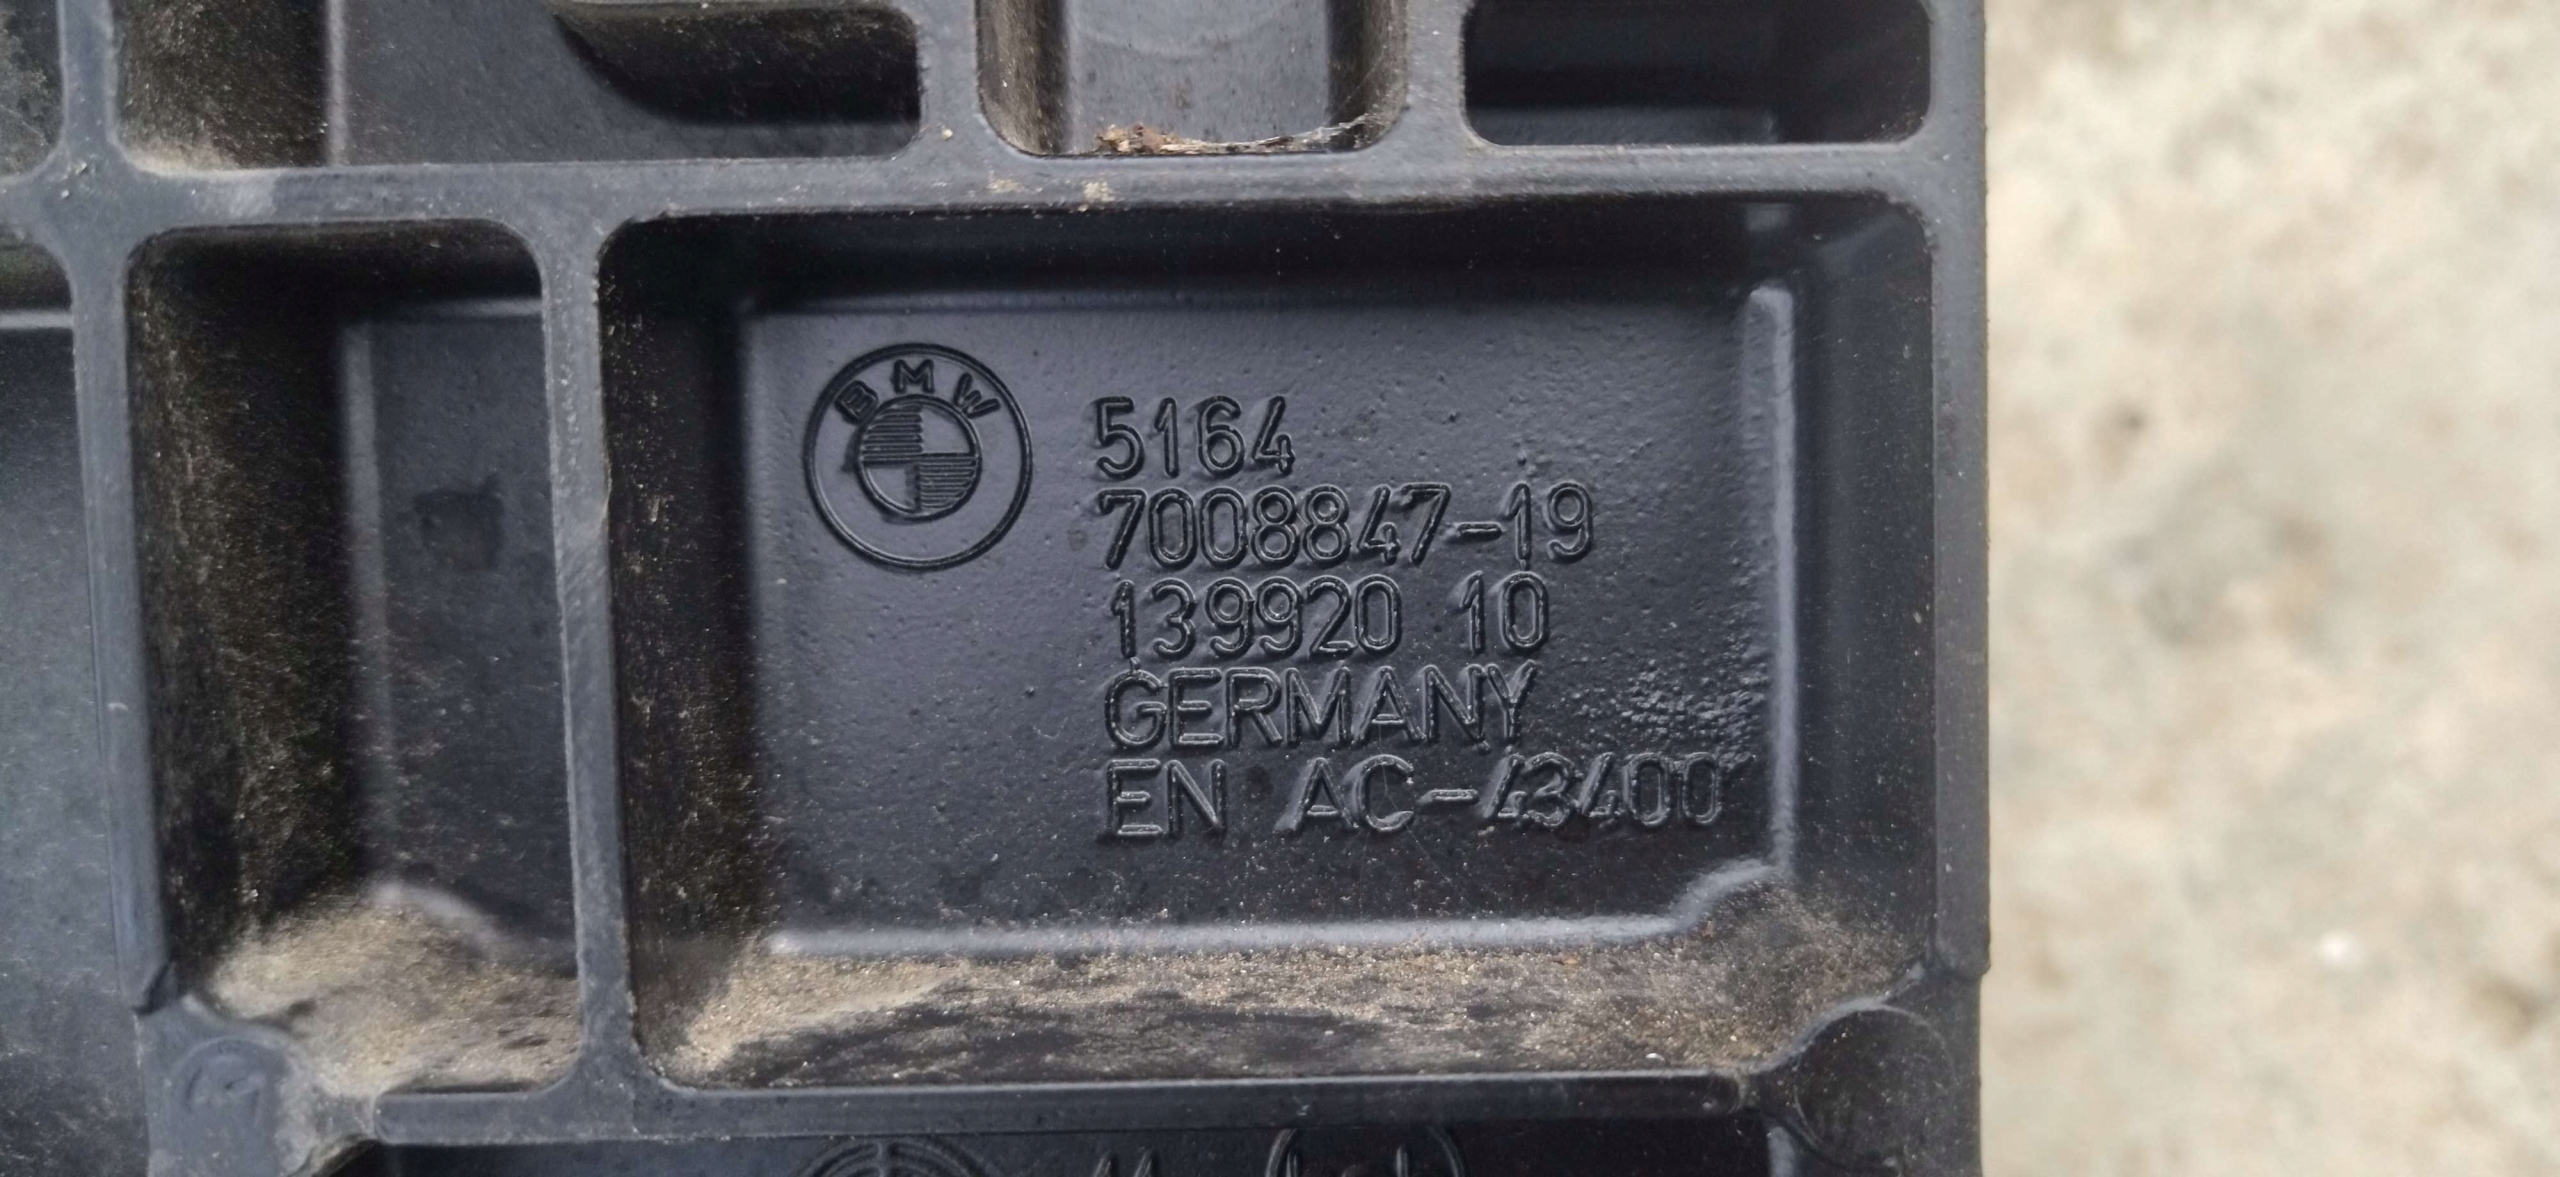 BMW
5164
7008847-19
139920 10
GERMANY
EN AC-43400